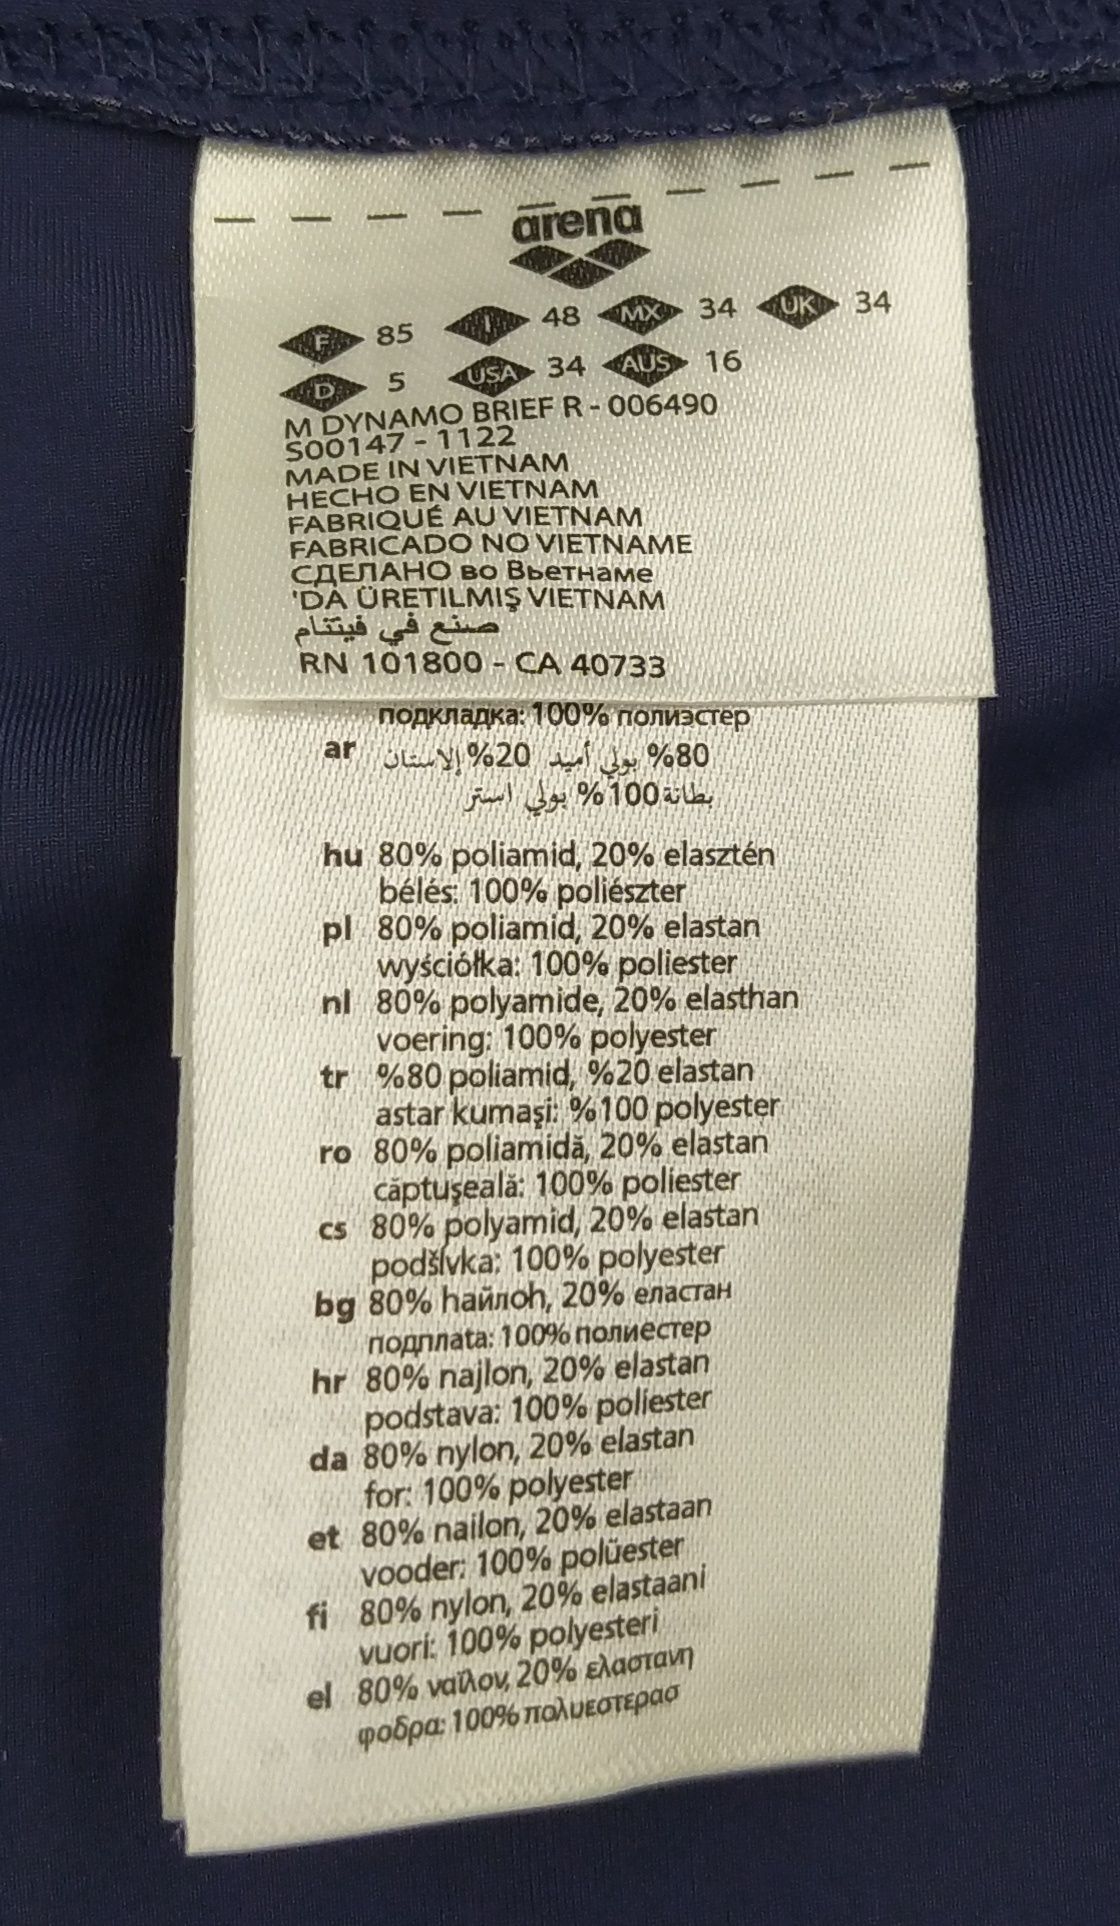 arena
F 85 I 48 MX 34 UK 34
D 5 USA 34 AUS 16
M DYNAMO BRIEF R - 006490
S00147 - 1122
MADE IN VIETNAM
HECHO EN VIETNAM
FABRIQUÉ AU VIETNAM
FABRICADO NO VIETNAME
СДЕЛАНО во Вьетнаме
'DA ÜRETILMIŞ VIETNAM
صنع في فيتنام
RN 101800 - CA 40733
подкладка: 100% полиэстер
ar 80% بولي أميد 20% إلاستان
بطانة 100% بولي استر
hu 80% poliamid, 20% elasztén
bélés: 100% poliészter
pl 80% poliamid, 20% elastan
wyściółka: 100% poliester
nl 80% polyamide, 20% elasthan
voering: 100% polyester
tr %80 poliamid, %20 elastan
astar kumaşi: %100 polyester
ro 80% poliamidă, 20% elastan
căptuşeală: 100% poliester
cs 80% polyamid, 20% elastan
podšívka: 100% polyester
bg 80% hайлоh, 20% еластан
подплата: 100% полиестер
hr 80% najlon, 20% elastan
podstava: 100% poliester
da 80% nylon, 20% elastan
for: 100% polyester
et 80% nailon, 20% elastaan
vooder: 100% polüester
fi 80% nylon, 20% elastaani
vuori: 100% polyesteri
el 80% ναϊλον, 20% ελαστανη
φοδρα: 100% πολυεστερασ